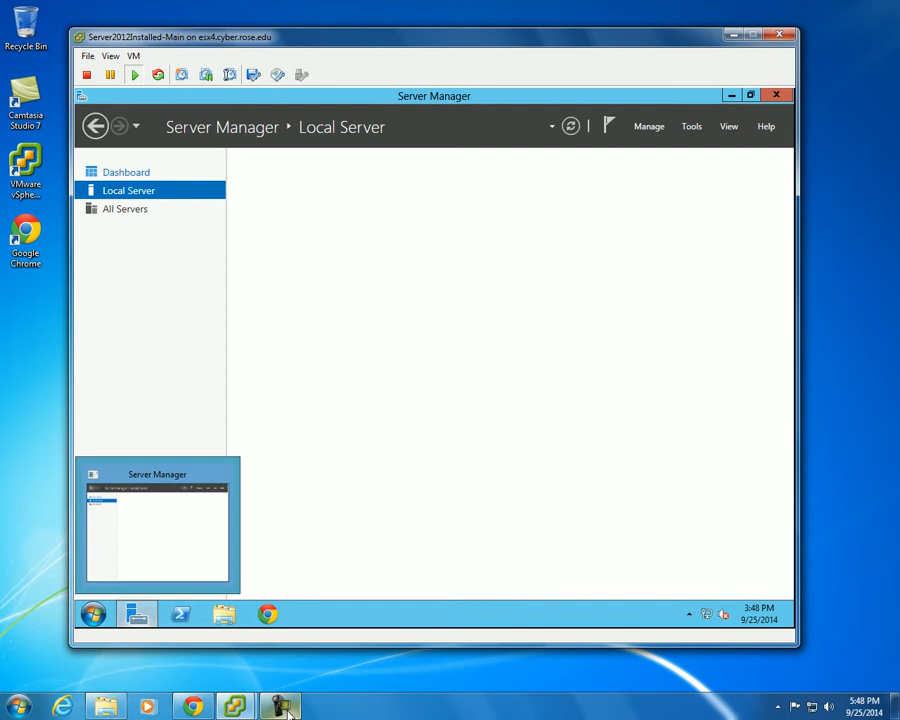 Recycle Bin
Camtasia
Studio 7
VMware
vSphe...
Google
Chrome
Server2012Installed-Main on esx4.cyber.rose.edu
File View VM
Server Manager
Server Manager Local Server
Manage Tools View Help
Dashboard
Local Server
All Servers
Server Manager
3:48 PM
9/25/2014
5:48 PM
9/25/2014